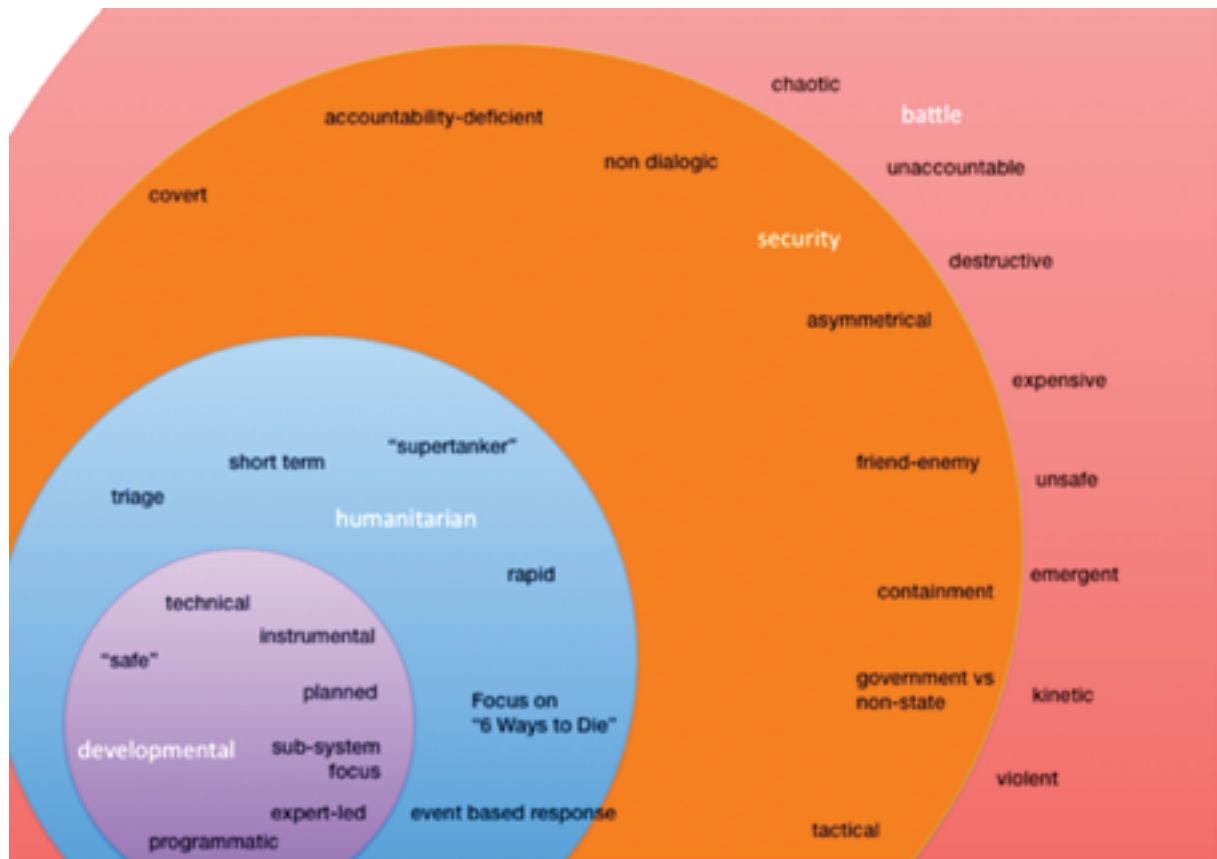 chaotic
battle
accountability-deficient
non dialogic
unaccountable
covert
security
destructive
asymmetrical
expensive
"supertanker"
short term
friend-enemy
unsafe
triage
humanitarian
rapid
emergent
containment
technical
instrumental
"safe"
planned
government vs
non-state
kinetic
Focus on
"6 Ways to Die"
developmental
sub-system
focus
violent
expert-led
event based response
tactical
programmatic